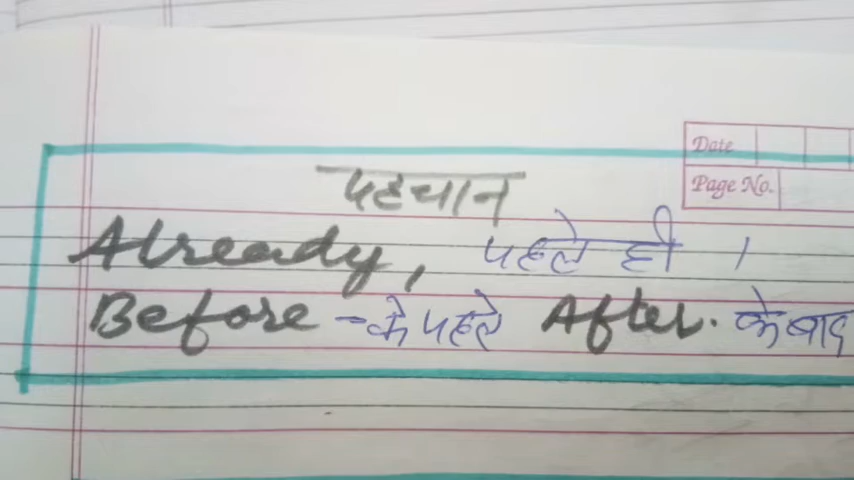 Date
Page No.
पहचान
Already, पहले ही ।
Before - के पहले After. के बाद